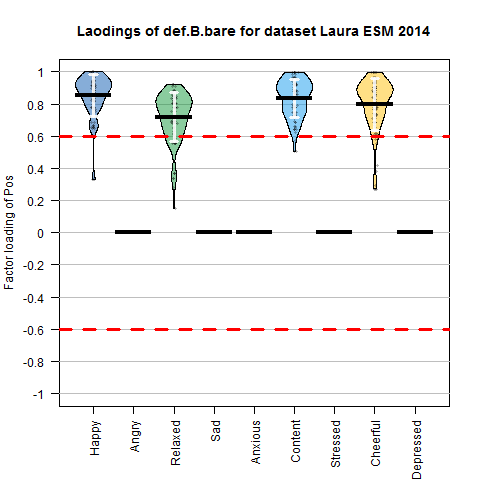 Laodings of def.B.bare for dataset Laura ESM 2014
Factor loading of Pos
1
0.8
0.6
0.4
0.2
0
-0.2
-0.4
-0.6
-0.8
-1
Happy
Angry
Relaxed
Sad
Anxious
Content
Stressed
Cheerful
Depressed